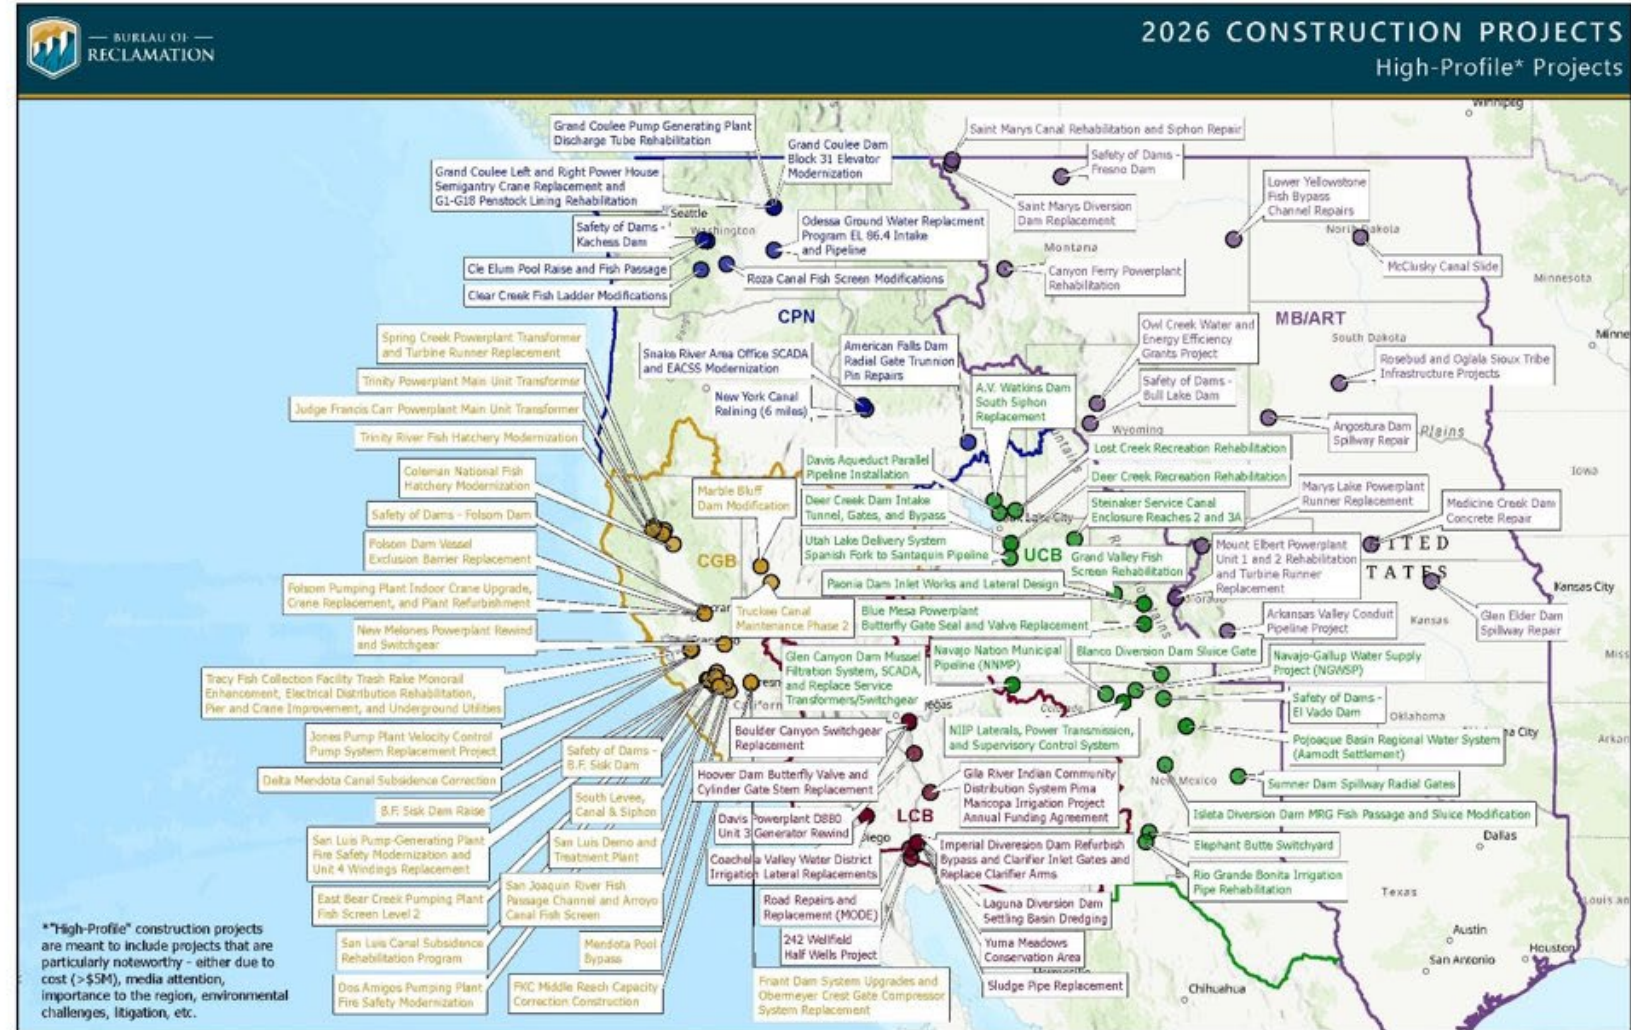 BUREAU OF
RECLAMATION
2026 CONSTRUCTION PROJECTS
High-Profile* Projects
Winnipeg
Grand Coulee Pump Generating Plant
Discharge Tube Rehabilitation
Grand Coulee Dam
Block 31 Elevator
Modernization
Grand Coulee Left and Right Power House
Semigantry Crane Replacement and
G1-G18 Penstock Lining Rehabilitation
Seattle
Washington
Safety of Dams -
Kachess Dam
Odessa Ground Water Replacment
Program EL 86.4 Intake
and Pipeline
Cle Elum Pool Raise and Fish Passage
Roza Canal Fish Screen Modifications
Clear Creek Fish Ladder Modifications
CPN
Snake River Area Office SCADA
and EACSS Modernization
American Falls Dam
Radial Gate Trunnion
Pin Repairs
New York Canal
Relining (6 miles)
Saint Marys Canal Rehabilitation and Siphon Repair
Safety of Dams -
Fresno Dam
Saint Marys Diversion
Dam Replacement
Lower Yellowstone
Fish Bypass
Channel Repairs
North Dakota
McClusky Canal Slide
Montana
Canyon Ferry Powerplant
Rehabilitation
Minnesota
MB/ART
Owl Creek Water and
Energy Efficiency
Grants Project
South Dakota
Minne
Rosebud and Oglala Sioux Tribe
Infrastructure Projects
Safety of Dams -
Bull Lake Dam
Wyoming
Angostura Dam
Spillway Repair
Plains
Iowa
Marys Lake Powerplant
Runner Replacement
Medicine Creek Dam
Concrete Repair
Mount Elbert Powerplant
Unit 1 and 2 Rehabilitation
and Turbine Runner
Replacement
ITED
TATES
Kansas City
Kansas
Arkansas Valley Conduit
Pipeline Project
Glen Elder Dam
Spillway Repair
Miss
Spring Creek Powerplant Transformer
and Turbine Runner Replacement
Trinity Powerplant Main Unit Transformer
Judge Francis Carr Powerplant Main Unit Transformer
Trinity River Fish Hatchery Modernization
Coleman National Fish
Hatchery Modernization
Safety of Dams - Folsom Dam
Folsom Dam Vessel
Exclusion Barrier Replacement
Folsom Pumping Plant Indoor Crane Upgrade,
Crane Replacement, and Plant Refurbishment
New Melones Powerplant Rewind
and Switchgear
Tracy Fish Collection Facility Trash Rake Monorail
Enhancement, Electrical Distribution Rehabilitation,
Pier and Crane Improvement, and Underground Utilities
Jones Pump Plant Velocity Control
Pump System Replacement Project
Delta Mendota Canal Subsidence Correction
B.F. Sisk Dam Raise
San Luis Pump-Generating Plant
Fire Safety Modernization and
Unit 4 Windings Replacement
East Bear Creek Pumping Plant
Fish Screen Level 2
San Luis Canal Subsidence
Rehabilitation Program
Dos Amigos Pumping Plant
Fire Safety Modernization
Safety of Dams -
B.F. Sisk Dam
South Levee,
Canal & Siphon
San Luis Demo and
Treatment Plant
San Joaquin River Fish
Passage Channel and Arroyo
Canal Fish Screen
Mendota Pool
Bypass
FKC Middle Reach Capacity
Correction Construction
Friant Dam System Upgrades and
Obermeyer Crest Gate Compressor
System Replacement
Marble Bluff
Dam Modification
CGB
Truckee Canal
Maintenance Phase 2
A.V. Watkins Dam
South Siphon
Replacement
Davis Aqueduct Parallel
Pipeline Installation
Lost Creek Recreation Rehabilitation
Deer Creek Recreation Rehabilitation
Deer Creek Dam Intake
Tunnel, Gates, and Bypass
Steinaker Service Canal
Enclosure Reaches 2 and 3A
Utah Lake Delivery System
Spanish Fork to Santaquin Pipeline
UCB
Grand Valley Fish
Screen Rehabilitation
Paonia Dam Inlet Works and Lateral Design
Blue Mesa Powerplant
Butterfly Gate Seal and Valve Replacement
Glen Canyon Dam Mussel
Filtration System, SCADA,
and Replace Service
Transformers/Switchgear
Navajo Nation Municipal
Pipeline (NNMP)
Blanco Diversion Dam Sluice Gate
Navajo-Gallup Water Supply
Project (NGWSP)
Safety of Dams -
El Vado Dam
NIIP Laterals, Power Transmission,
and Supervisory Control System
Pojoaque Basin Regional Water System
(Aamodt Settlement)
Oklahoma
New Mexico
Sumner Dam Spillway Radial Gates
Isleta Diversion Dam MRG Fish Passage and Sluice Modification
Elephant Butte Switchyard
Rio Grande Bonita Irrigation
Pipe Rehabilitation
Boulder Canyon Switchgear
Replacement
Hoover Dam Butterfly Valve and
Cylinder Gate Stem Replacement
Gila River Indian Community
Distribution System Pima
Maricopa Irrigation Project
Annual Funding Agreement
LCB
Davis Powerplant D8B0
Unit 3 Generator Rewind
Coachella Valley Water District
Irrigation Lateral Replacements
Imperial Diveresion Dam Refurbish
Bypass and Clarifier Inlet Gates and
Replace Clarifier Arms
Road Repairs and
Replacement (MODE)
Laguna Diversion Dam
Settling Basin Dredging
242 Wellfield
Half Wells Project
Yuma Meadows
Conservation Area
Sludge Pipe Replacement
Dallas
Texas
Louis
Austin
Houston
San Antonio
Chihuahua
*"High-Profile" construction projects
are meant to include projects that are
particularly noteworthy - either due to
cost (>$5M), media attention,
importance to the region, environmental
challenges, litigation, etc.